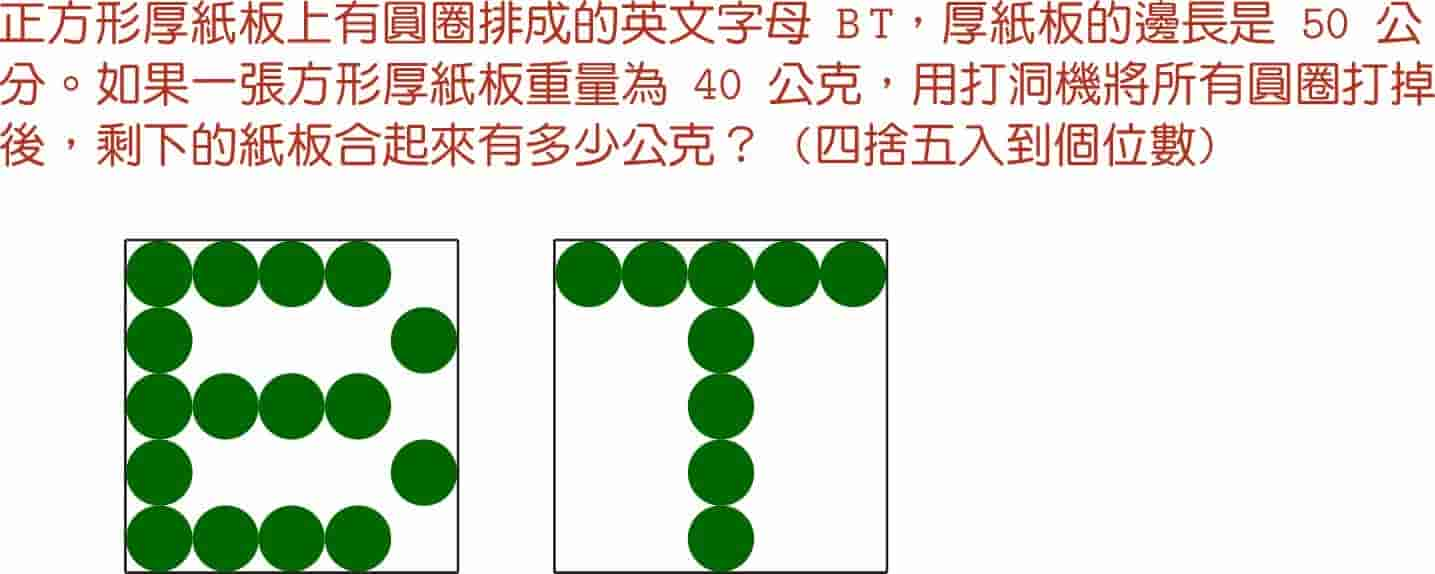 正方形厚紙板上有圓圈排成的英文字母 BT，厚紙板的邊長是 50 公
分。如果一張方形厚紙板重量為 40 公克，用打洞機將所有圓圈打掉
後，剩下的紙板合起來有多少公克？（四捨五入到個位數）